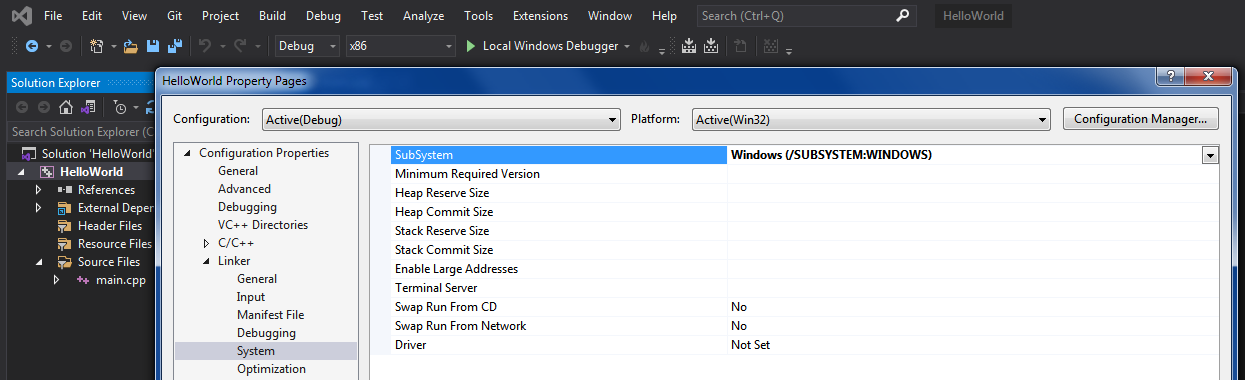 File Edit View Git Project Build Debug Test Analyze Tools Extensions Window Help Search (Ctrl+Q) HelloWorld
Debug x86 Local Windows Debugger
Solution Explorer
Search Solution Explorer (C
Solution 'HelloWorld'
HelloWorld
References
External Deper
Header Files
Resource Files
Source Files
main.cpp
HelloWorld Property Pages
Configuration: Active(Debug) Platform: Active(Win32) Configuration Manager...
Configuration Properties
General
Advanced
Debugging
VC++ Directories
C/C++
Linker
General
Input
Manifest File
Debugging
System
Optimization
SubSystem Windows (/SUBSYSTEM:WINDOWS)
Minimum Required Version
Heap Reserve Size
Heap Commit Size
Stack Reserve Size
Stack Commit Size
Enable Large Addresses
Terminal Server
Swap Run From CD No
Swap Run From Network No
Driver Not Set